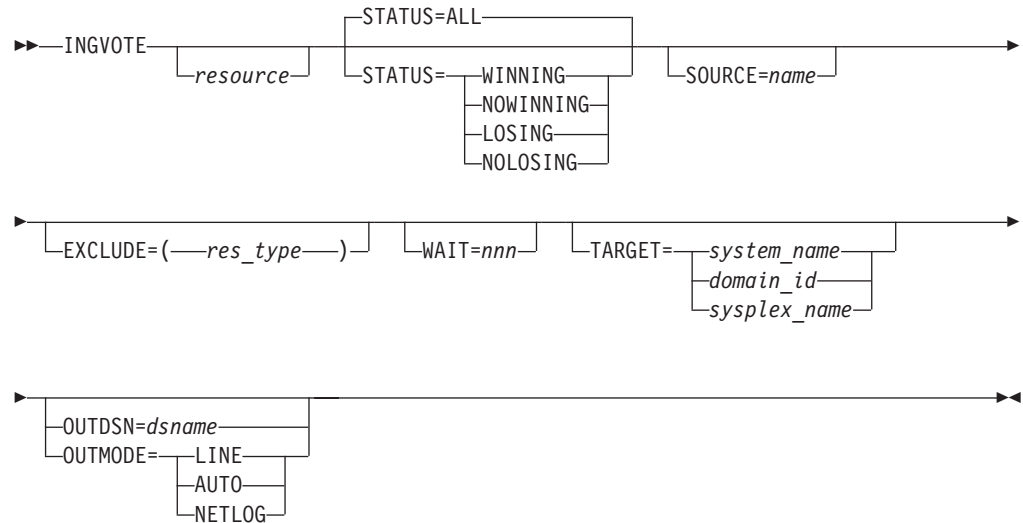 STATUS=ALL
INGVOTE resource STATUS= WINNING SOURCE=name
NOWINNING
LOSING
NOLOSING
EXCLUDE=( res_type ) WAIT=nnn TARGET= system_name
domain_id
sysplex_name
OUTDSN=dsname
OUTMODE= LINE
AUTO
NETLOG